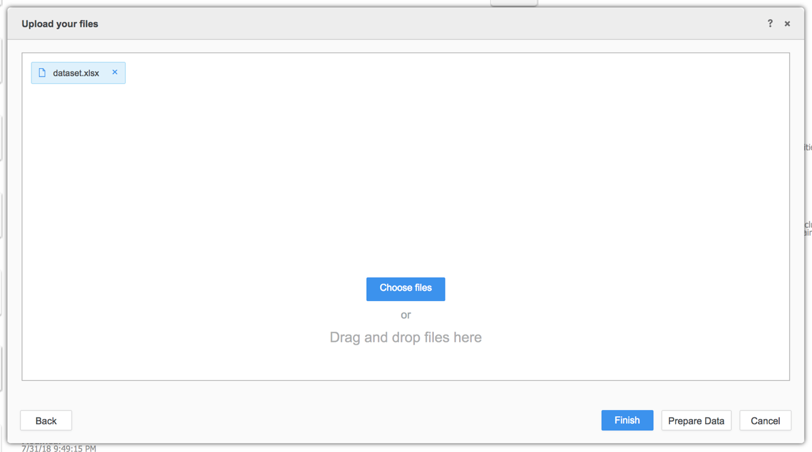 Upload your files
? ×
dataset.xlsx ×
Choose files
or
Drag and drop files here
Back
Finish
Prepare Data
Cancel
7/31/18 9:49:15 PM